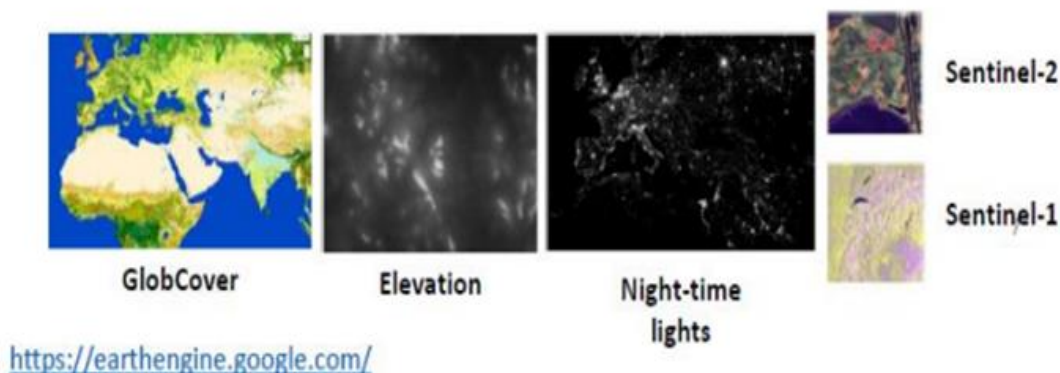 Sentinel-2
Sentinel-1
GlobCover
Elevation
Night-time
lights
https://earthengine.google.com/